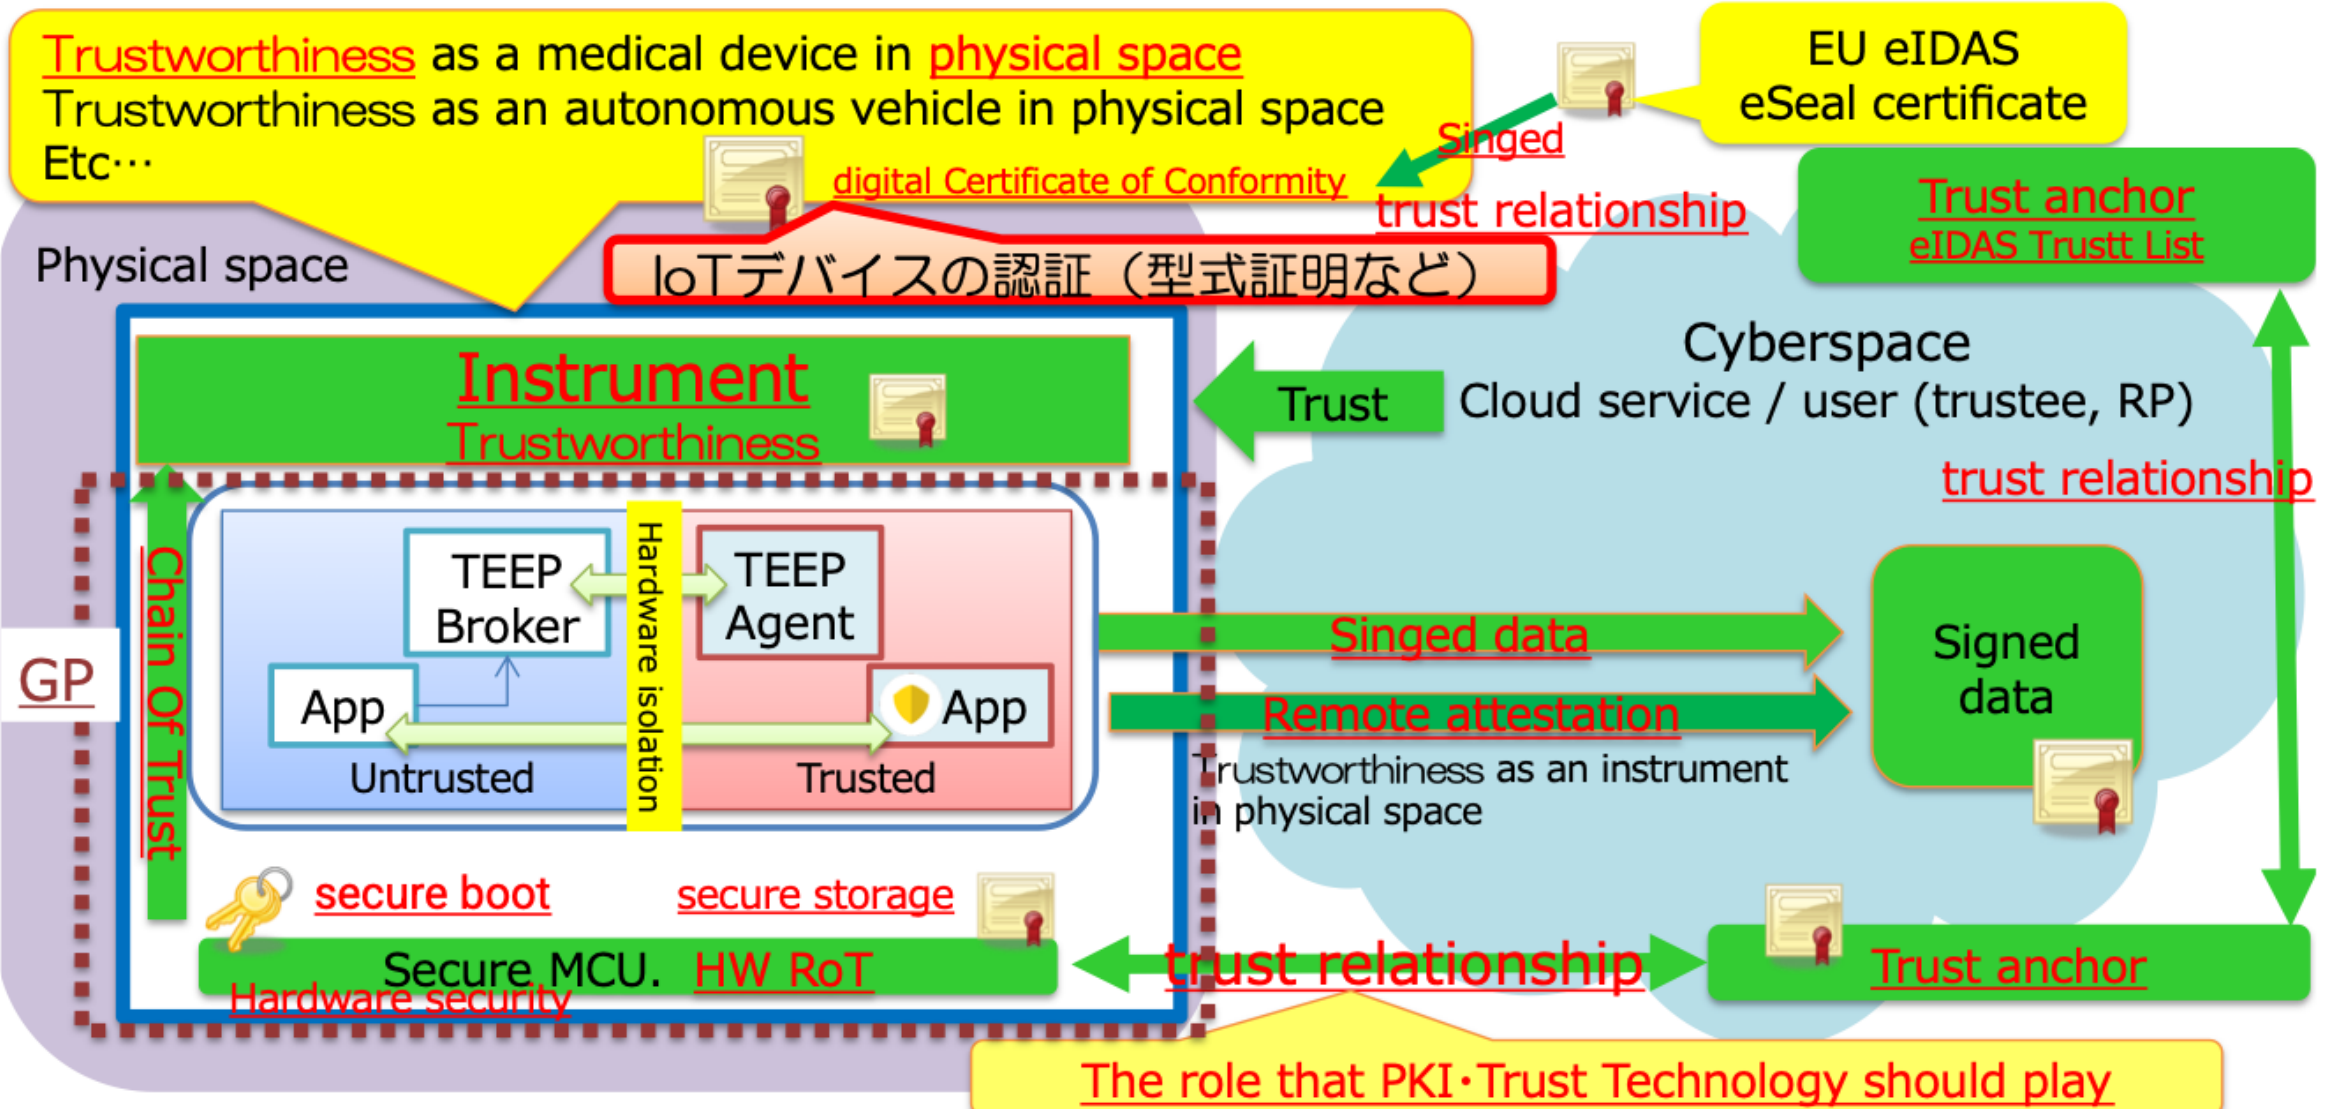 Trustworthiness as a medical device in physical space
Trustworthiness as an autonomous vehicle in physical space
Etc…
digital Certificate of Conformity
EU eIDAS
eSeal certificate
Singed
trust relationship
Trust anchor
eIDAS Trustt List
Physical space
IoTデバイスの認証（型式証明など）
Instrument
Trustworthiness
Trust
Cyberspace
Cloud service / user (trustee, RP)
trust relationship
GP
Chain Of Trust
TEEP
Broker
Hardware isolation
TEEP
Agent
App
App
Untrusted
Trusted
Singed data
Remote attestation
Trustworthiness as an instrument
in physical space
Signed
data
secure boot
secure storage
Secure MCU. HW RoT
Hardware security
trust relationship
Trust anchor
The role that PKI・Trust Technology should play